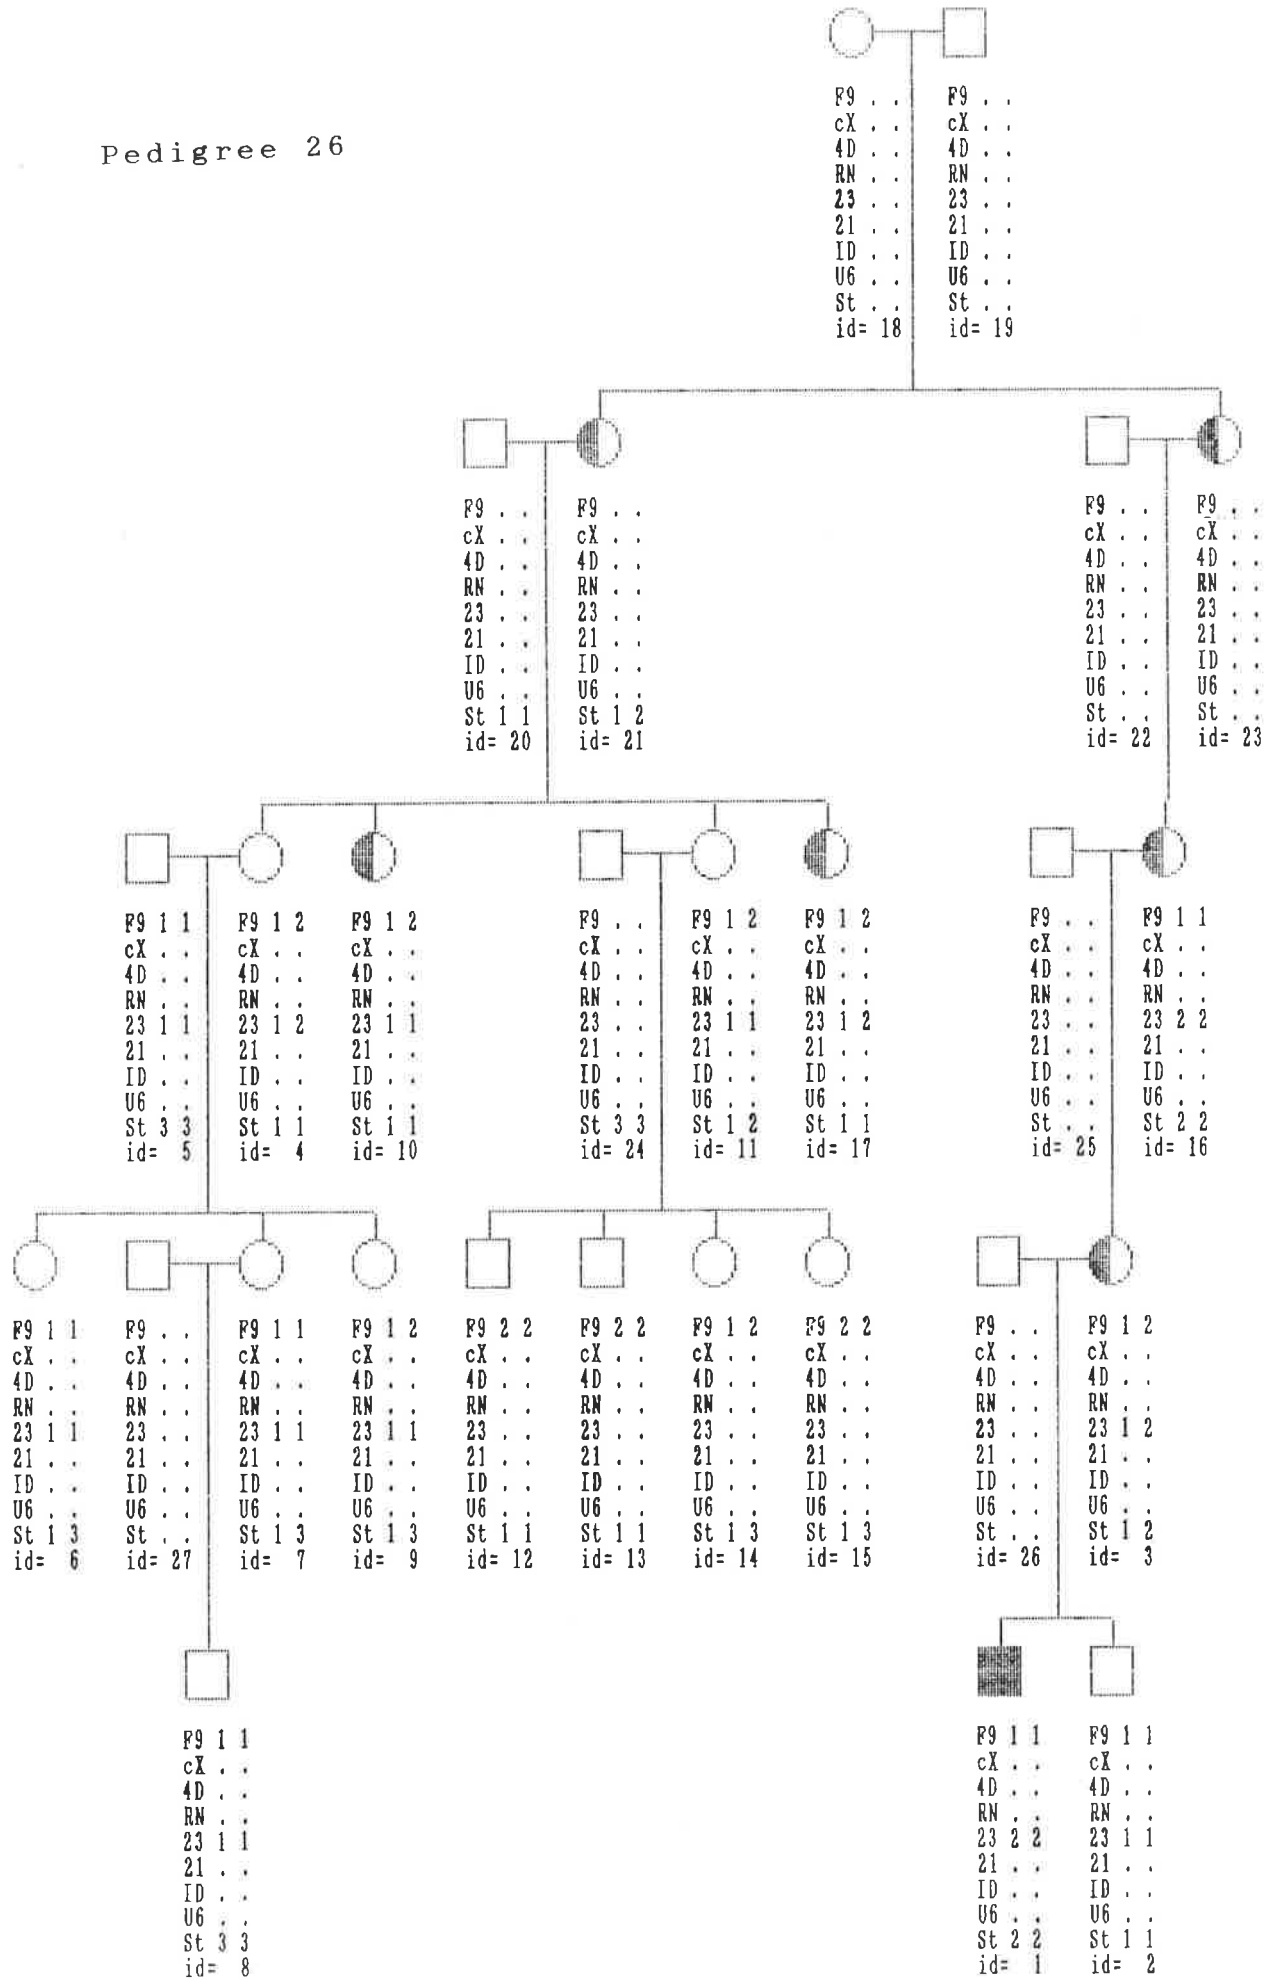 Pedigree 26
F9 . . F9 . .
cX . . cX . .
4D . . 4D . .
RN . . RN . .
23 . . 23 . .
21 . . 21 . .
ID . . ID . .
U6 . . U6 . .
St . . St . .
id= 18 id= 19
F9 . . F9 . . F9 . . F9 . .
cX . . cX . . cX . . cX . .
4D . . 4D . . 4D . . 4D . .
RN . . RN . . RN . . RN . .
23 . . 23 . . 23 . . 23 . .
21 . . 21 . . 21 . . 21 . .
ID . . ID . . ID . . ID . .
U6 . . U6 . . U6 . . U6 . .
St 1 1 St 1 2 St . . St . .
id= 20 id= 21 id= 22 id= 23
F9 1 1 F9 1 2 F9 1 2 F9 . . F9 1 2 F9 1 2 F9 . . F9 1 1
cX . . cX . . cX . . cX . . cX . . cX . . cX . . cX . .
4D . . 4D . . 4D . . 4D . . 4D . . 4D . . 4D . . 4D . .
RN . . RN . . RN . . RN . . RN . . RN . . RN . . RN . .
23 1 1 23 1 2 23 1 1 23 . . 23 1 1 23 1 2 23 . . 23 2 2
21 . . 21 . . 21 . . 21 . . 21 . . 21 . . 21 . . 21 . .
ID . . ID . . ID . . ID . . ID . . ID . . ID . . ID . .
U6 . . U6 . . U6 . . U6 . . U6 . . U6 . . U6 . . U6 . .
St 3 3 St 1 1 St 1 1 St 3 3 St 1 2 St 1 1 St . . St 2 2
id= 5 id= 4 id= 10 id= 24 id= 11 id= 17 id= 25 id= 16
F9 1 1 F9 . . F9 1 1 F9 1 2 F9 2 2 F9 2 2 F9 1 2 F9 2 2 F9 . . F9 1 2
cX . . cX . . cX . . cX . . cX . . cX . . cX . . cX . . cX . . cX . .
4D . . 4D . . 4D . . 4D . . 4D . . 4D . . 4D . . 4D . . 4D . . 4D . .
RN . . RN . . RN . . RN . . RN . . RN . . RN . . RN . . RN . . RN . .
23 1 1 23 . . 23 1 1 23 1 1 23 . . 23 . . 23 . . 23 . . 23 . . 23 1 2
21 . . 21 . . 21 . . 21 . . 21 . . 21 . . 21 . . 21 . . 21 . . 21 . .
ID . . ID . . ID . . ID . . ID . . ID . . ID . . ID . . ID . . ID . .
U6 . . U6 . . U6 . . U6 . . U6 . . U6 . . U6 . . U6 . . U6 . . U6 . .
St 1 3 St . . St 1 3 St 1 3 St 1 1 St 1 1 St 1 3 St 1 3 St . . St 1 2
id= 6 id= 27 id= 7 id= 9 id= 12 id= 13 id= 14 id= 15 id= 26 id= 3
F9 1 1 F9 1 1 F9 1 1
cX . . cX . . cX . .
4D . . 4D . . 4D . .
RN . . RN . . RN . .
23 1 1 23 2 2 23 1 1
21 . . 21 . . 21 . .
ID . . ID . . ID . .
U6 . . U6 . . U6 . .
St 3 3 St 2 2 St 1 1
id= 8 id= 1 id= 2